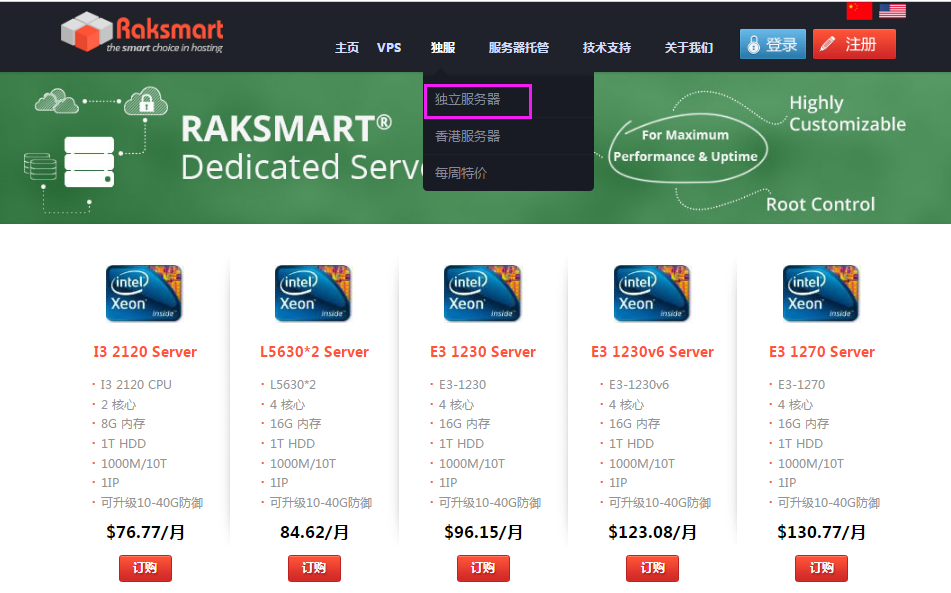 Raksmart
the smart choice in hosting
主页 VPS 独服 服务器托管 技术支持 关于我们
登录 注册
独立服务器
香港服务器
每周特价
RAKSMART®
Dedicated Serve
For Maximum
Performance & Uptime
Highly
Customizable
Root Control
intel Xeon inside™
intel Xeon inside™
intel Xeon inside™
intel Xeon inside™
intel Xeon inside™
I3 2120 Server
· I3 2120 CPU
· 2 核心
· 8G 内存
· 1T HDD
· 1000M/10T
· 1IP
· 可升级10-40G防御
$76.77/月
订购
L5630*2 Server
· L5630*2
· 4 核心
· 16G 内存
· 1T HDD
· 1000M/10T
· 1IP
· 可升级10-40G防御
84.62/月
订购
E3 1230 Server
· E3-1230
· 4 核心
· 16G 内存
· 1T HDD
· 1000M/10T
· 1IP
· 可升级10-40G防御
$96.15/月
订购
E3 1230v6 Server
· E3-1230v6
· 4 核心
· 16G 内存
· 1T HDD
· 1000M/10T
· 1IP
· 可升级10-40G防御
$123.08/月
订购
E3 1270 Server
· E3-1270
· 4 核心
· 16G 内存
· 1T HDD
· 1000M/10T
· 1IP
· 可升级10-40G防御
$130.77/月
订购